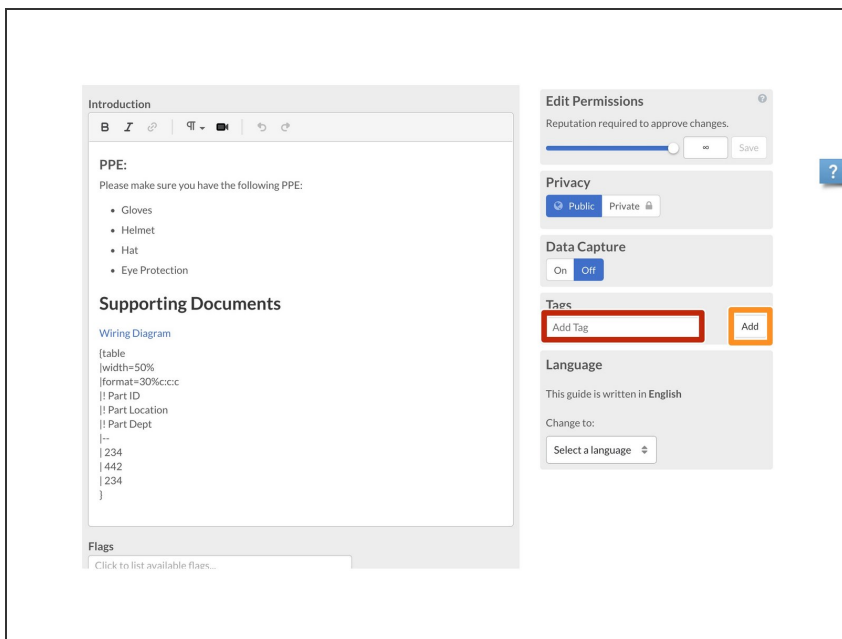 Introduction
B I
PPE:
Please make sure you have the following PPE:
• Gloves
• Helmet
• Hat
• Eye Protection
Supporting Documents
Wiring Diagram
{table
|width=50%
|format=30%c:c:c
|! Part ID
|! Part Location
|! Part Dept
|--
| 234
| 442
| 234
}
Flags
Click to list available flags...
Edit Permissions ?
Reputation required to approve changes.
∞ Save
Privacy
Public Private
Data Capture
On Off
Tags
Add Tag Add
Language
This guide is written in English
Change to:
Select a language
?